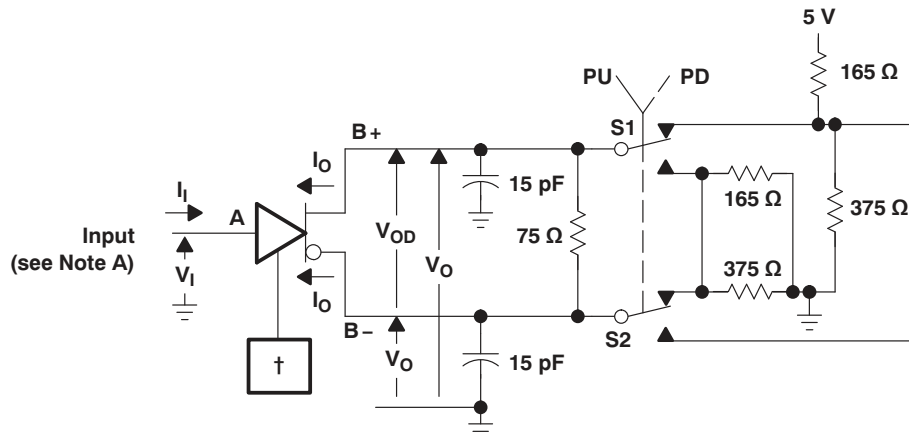 5 V
165 Ω
PU PD
S1
B+
I_O
15 pF
165 Ω
375 Ω
I_I
A
V_OD
75 Ω
Input
(see Note A)
V_O
375 Ω
V_I
I_O
B−
S2
V_O
15 pF
†